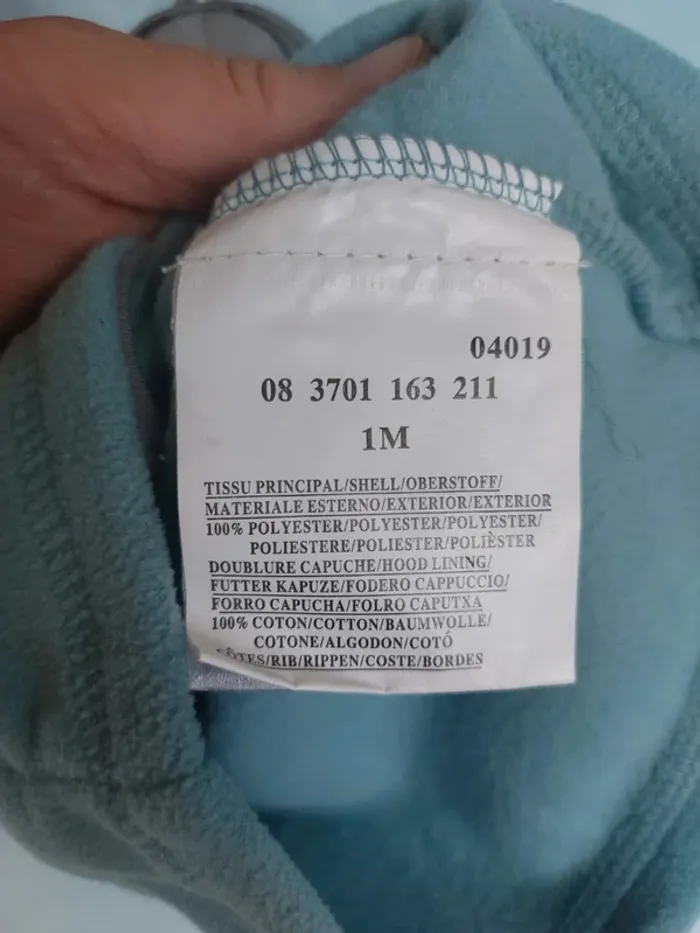 04019
08 3701 163 211
1M
TISSU PRINCIPAL/SHELL/OBERSTOFF/
MATERIALE ESTERNO/EXTERIOR/EXTERIOR
100% POLYESTER/POLYESTER/POLYESTER/
POLIESTERE/POLIESTER/POLIÈSTER
DOUBLURE CAPUCHE/HOOD LINING/
FUTTER KAPUZE/FODERO CAPPUCCIO/
FORRO CAPUCHA/FOLRO CAPUTXA
100% COTON/COTTON/BAUMWOLLE/
COTONE/ALGODON/COTÓ
CÔTES/RIB/RIPPEN/COSTE/BORDES